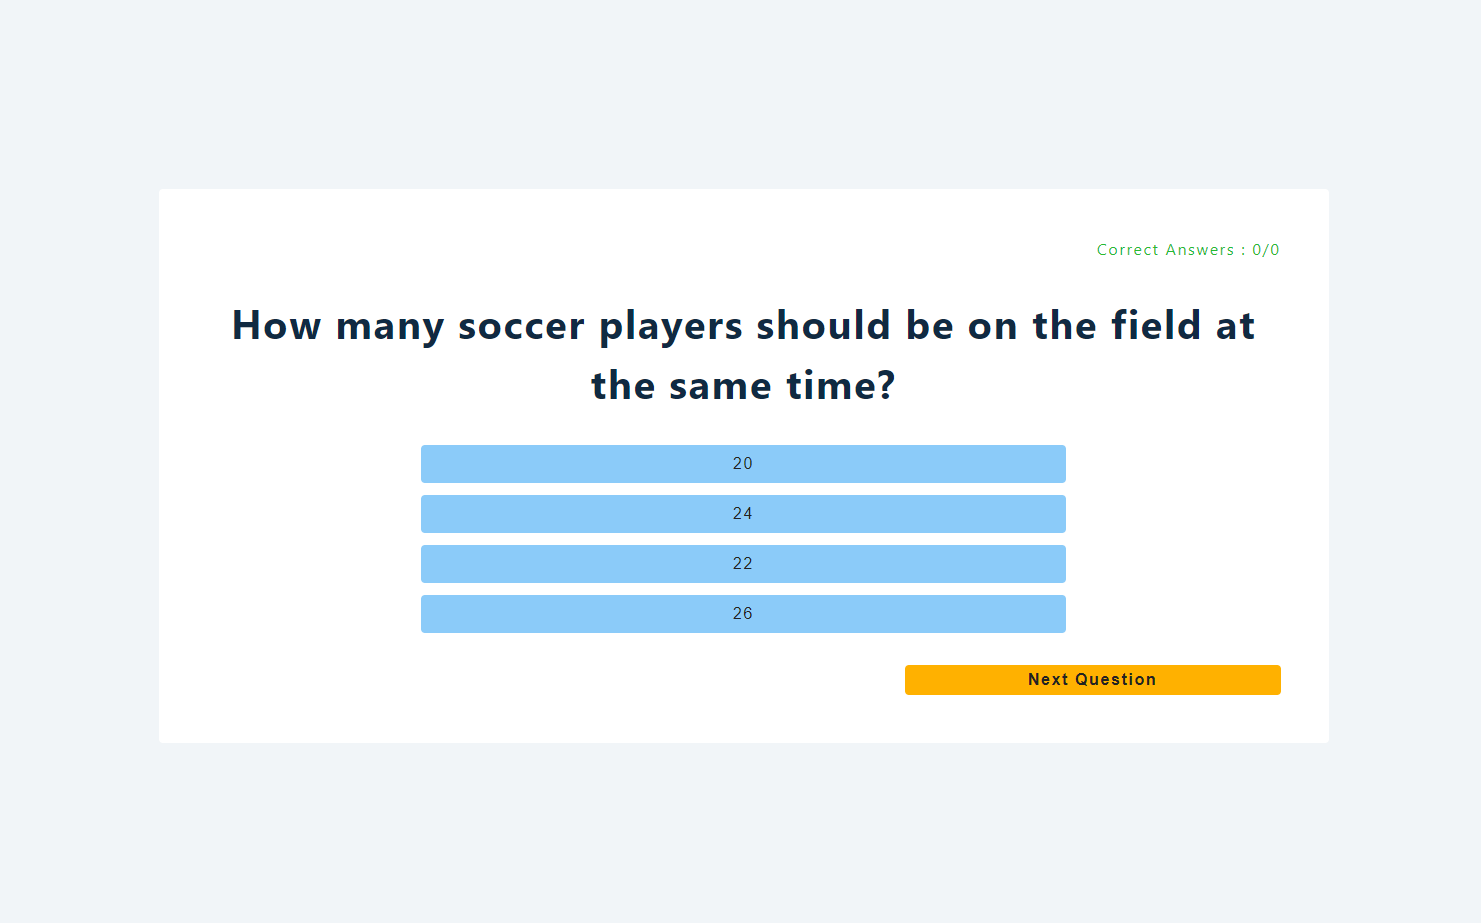 Correct Answers : 0/0
How many soccer players should be on the field at
the same time?
20
24
22
26
Next Question